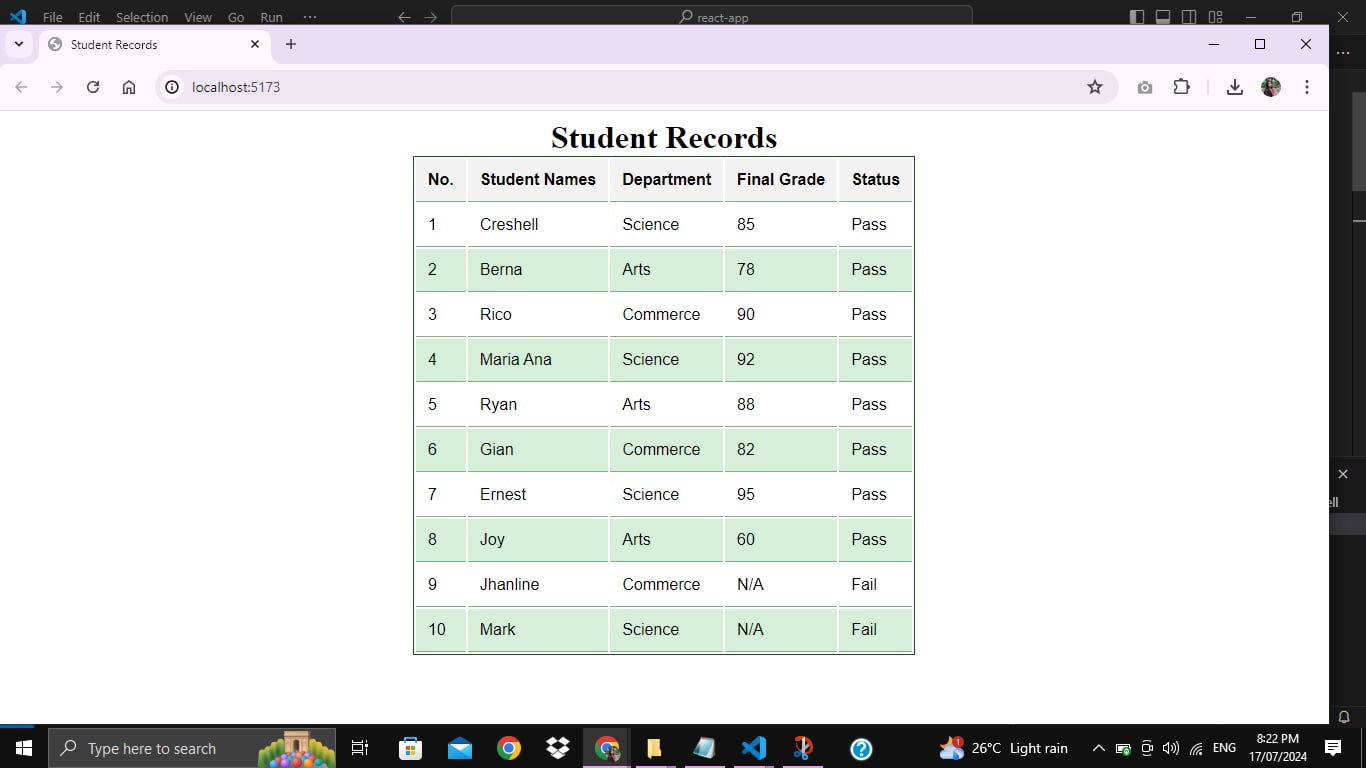 File Edit Selection View Go Run ··· react-app
Student Records
localhost:5173
Student Records
No. Student Names Department Final Grade Status
1 Creshell Science 85 Pass
2 Berna Arts 78 Pass
3 Rico Commerce 90 Pass
4 Maria Ana Science 92 Pass
5 Ryan Arts 88 Pass
6 Gian Commerce 82 Pass
7 Ernest Science 95 Pass
8 Joy Arts 60 Pass
9 Jhanline Commerce N/A Fail
10 Mark Science N/A Fail
Type here to search
1
26°C Light rain
ENG
8:22 PM
17/07/2024